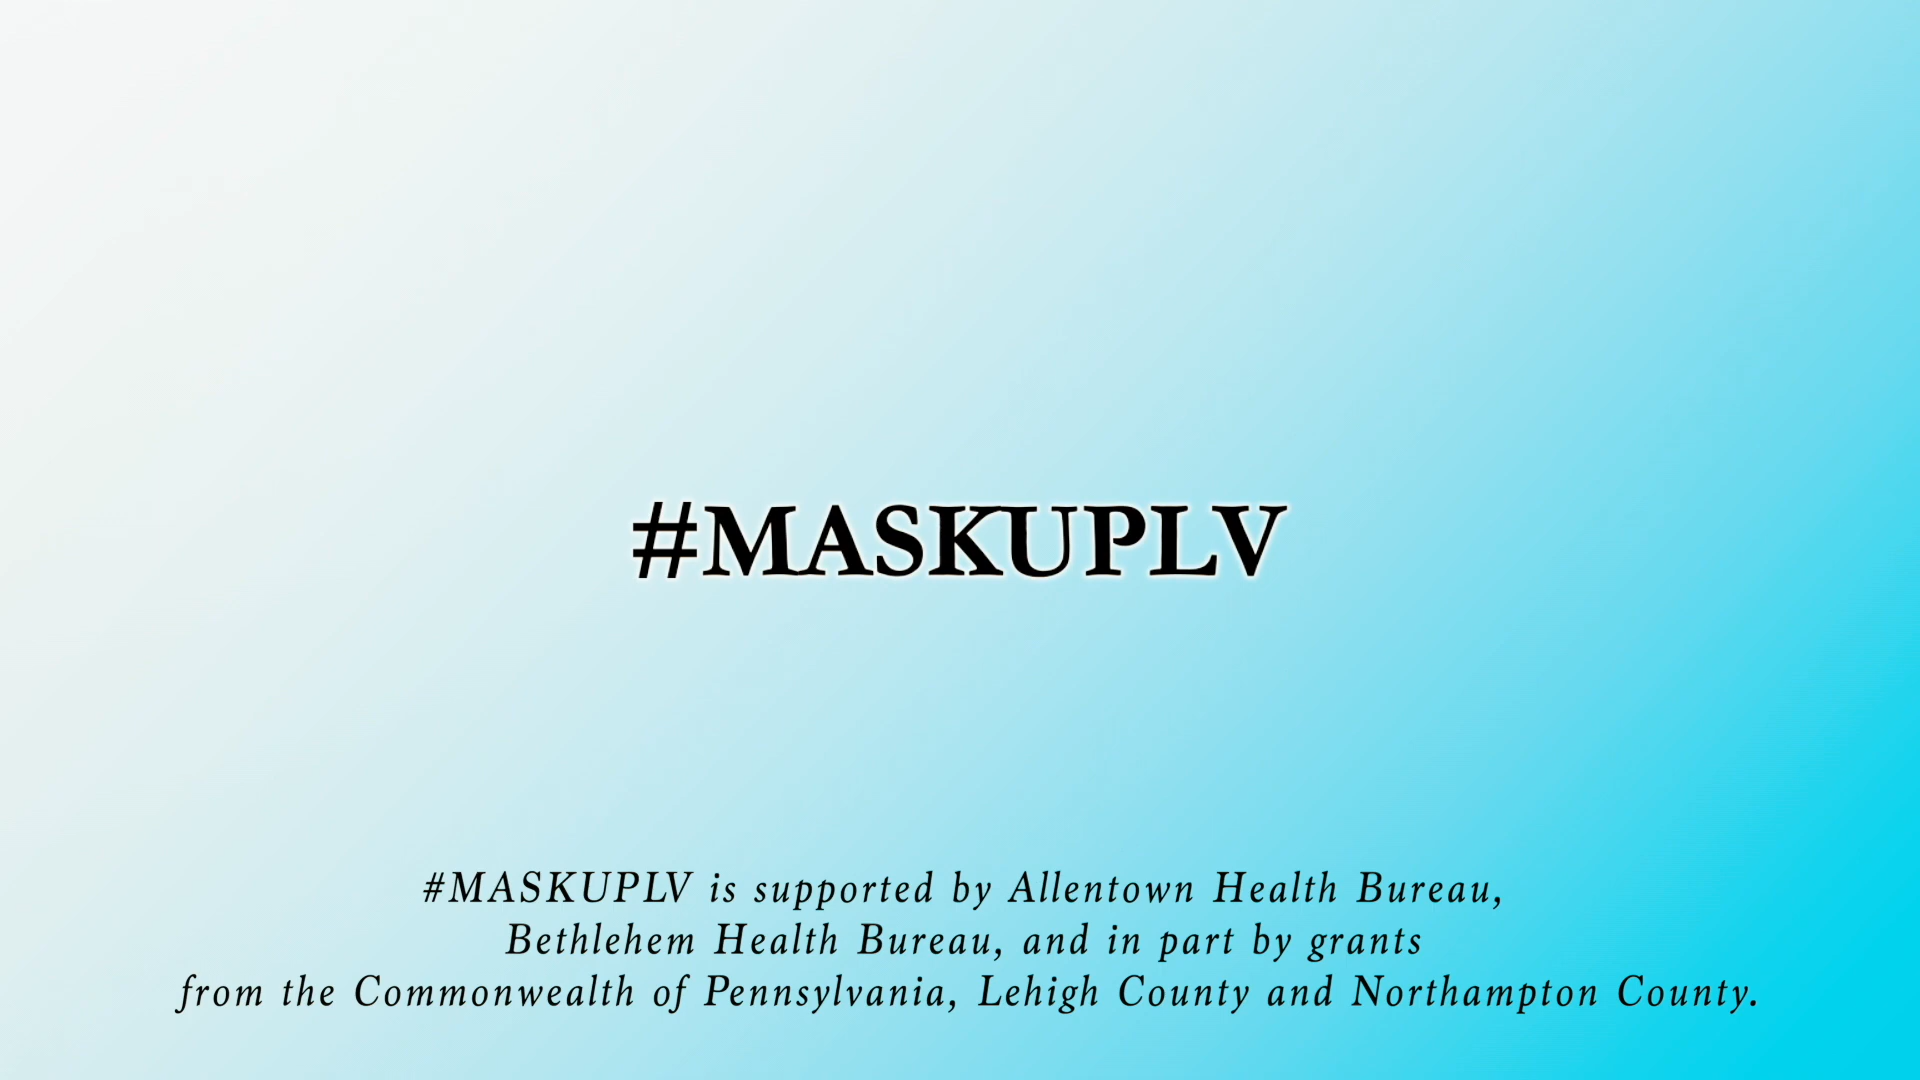 #MASKUPLV
#MASKUPLV is supported by Allentown Health Bureau,
Bethlehem Health Bureau, and in part by grants
from the Commonwealth of Pennsylvania, Lehigh County and Northampton County.